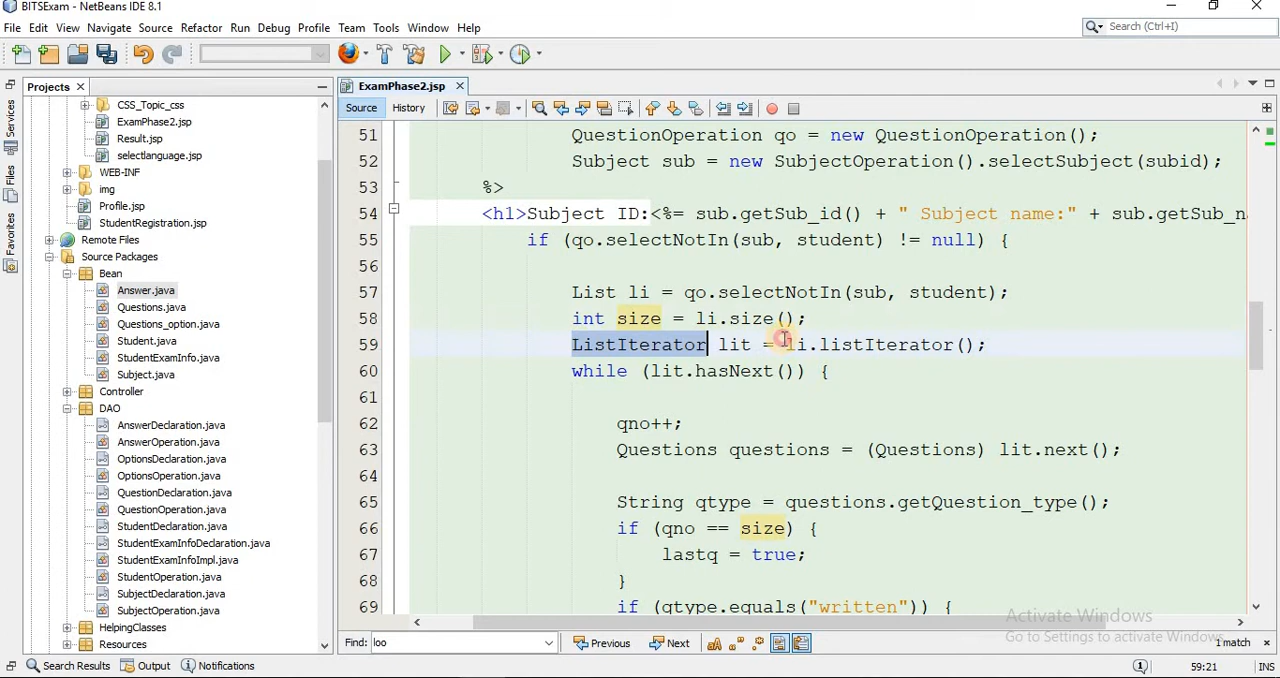 BITSExam - NetBeans IDE 8.1
File Edit View Navigate Source Refactor Run Debug Profile Team Tools Window Help
Search (Ctrl+I)
Projects
ExamPhase2.jsp
Source History
Services
Files
Favorites
CSS_Topic_css
ExamPhase2.jsp
Result.jsp
selectlanguage.jsp
WEB-INF
img
Profile.jsp
StudentRegistration.jsp
Remote Files
Source Packages
Bean
Answer.java
Questions.java
Questions_option.java
Student.java
StudentExamInfo.java
Subject.java
Controller
DAO
AnswerDeclaration.java
AnswerOperation.java
OptionsDeclaration.java
OptionsOperation.java
QuestionDeclaration.java
QuestionOperation.java
StudentDeclaration.java
StudentExamInfoDeclaration.java
StudentExamInfoImpl.java
StudentOperation.java
SubjectDeclaration.java
SubjectOperation.java
HelpingClasses
Resources
51 QuestionOperation qo = new QuestionOperation();
52 Subject sub = new SubjectOperation().selectSubject(subid);
53 %>
54 <h1>Subject ID:<%= sub.getSub_id() + " Subject name:" + sub.getSub_na
55 if (qo.selectNotIn(sub, student) != null) {
56
57 List li = qo.selectNotIn(sub, student);
58 int size = li.size();
59 ListIterator lit = li.listIterator();
60 while (lit.hasNext()) {
61
62 qno++;
63 Questions questions = (Questions) lit.next();
64
65 String qtype = questions.getQuestion_type();
66 if (qno == size) {
67 lastq = true;
68 }
69 if (qtype.equals("written")) {
Activate Windows
Go to Settings to activate Windows.
Find: loo Previous Next 1 match
Search Results Output Notifications 59:21 INS